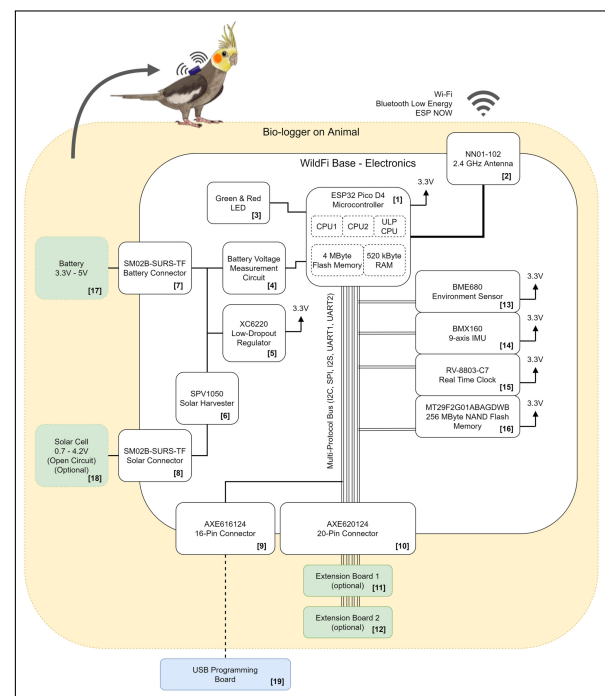 Wi-Fi
Bluetooth Low Energy
ESP NOW
Bio-logger on Animal
WildFi Base - Electronics
NN01-102
2.4 GHz Antenna
[2]
ESP32 Pico D4
Microcontroller
[1]
3.3V
CPU1
CPU2
ULP
CPU
4 MByte
Flash Memory
520 kByte
RAM
Green & Red
LED
[3]
Battery
3.3V - 5V
[17]
SM02B-SURS-TF
Battery Connector
[7]
Battery Voltage
Measurement
Circuit
[4]
XC6220
Low-Dropout
Regulator
[5]
3.3V
SPV1050
Solar Harvester
[6]
Solar Cell
0.7 - 4.2V
(Open Circuit)
(Optional)
[18]
SM02B-SURS-TF
Solar Connector
[8]
Multi-Protocol Bus (I2C, SPI, I2S, UART1, UART2)
BME680
Environment Sensor
[13]
3.3V
BMX160
9-axis IMU
[14]
3.3V
RV-8803-C7
Real Time Clock
[15]
3.3V
MT29F2G01ABAGDWB
256 MByte NAND Flash
Memory
[16]
3.3V
AXE616124
16-Pin Connector
[9]
AXE620124
20-Pin Connector
[10]
Extension Board 1
(optional)
[11]
Extension Board 2
(optional)
[12]
USB Programming
Board
[19]